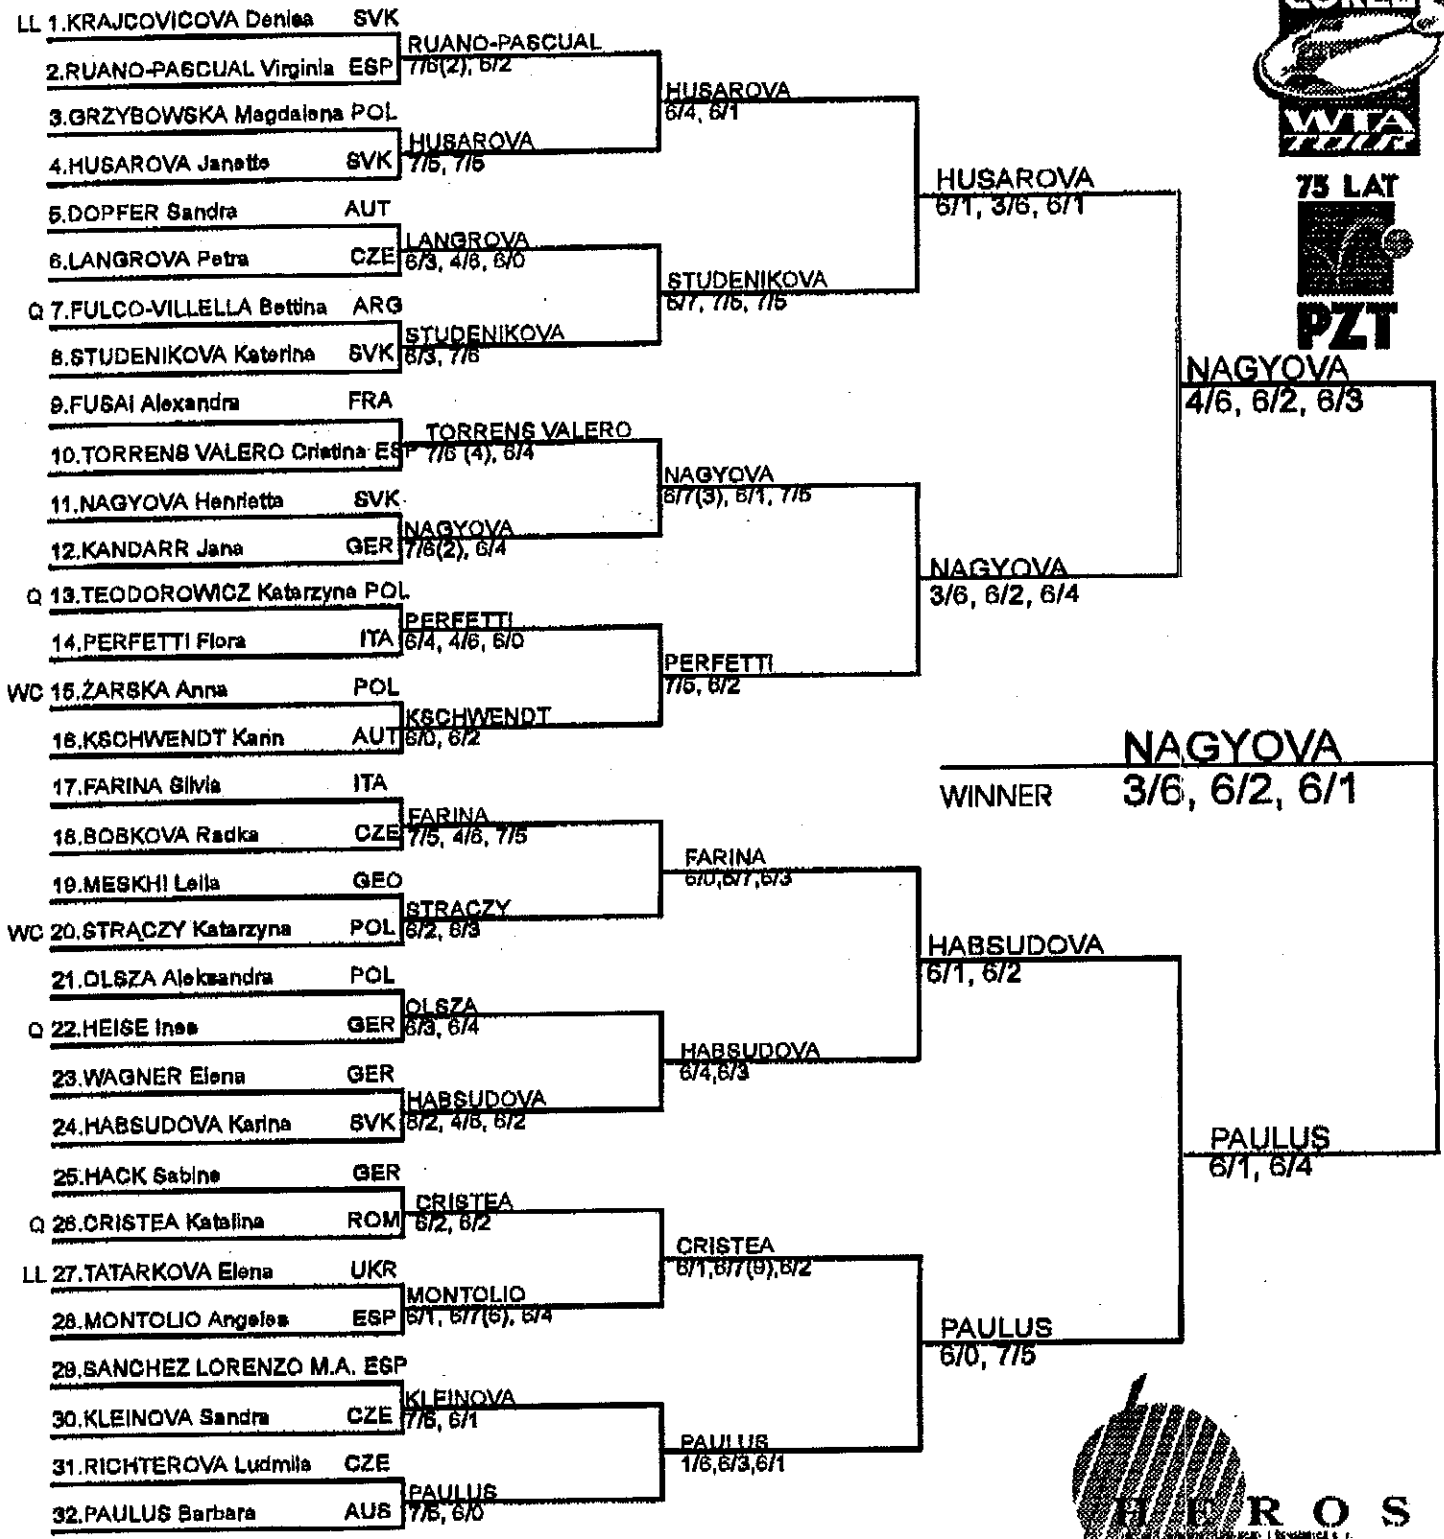 LL 1.KRAJCOVICOVA Denisa SVK
2.RUANO-PASCUAL Virginia ESP
3.GRZYBOWSKA Magdalena POL
4.HUSAROVA Janette SVK
5.DOPFER Sandra AUT
6.LANGROVA Petra CZE
Q 7.FULCO-VILLELLA Bettina ARG
8.STUDENIKOVA Katerina SVK
9.FUSAI Alexandra FRA
10.TORRENS VALERO Cristina ESP
11.NAGYOVA Henrietta SVK
12.KANDARR Jana GER
Q 13.TEODOROWICZ Katarzyna POL
14.PERFETTI Flora ITA
WC 15.ŻARSKA Anna POL
16.KSCHWENDT Karin AUT
17.FARINA Silvia ITA
18.BOBKOVA Radka CZE
19.MESKHI Leila GEO
WC 20.STRĄCZY Katarzyna POL
21.OLSZA Aleksandra POL
Q 22.HEISE Ines GER
23.WAGNER Elena GER
24.HABSUDOVA Karina SVK
25.HACK Sabine GER
Q 26.CRISTEA Katalina ROM
LL 27.TATARKOVA Elena UKR
28.MONTOLIO Angeles ESP
29.SANCHEZ LORENZO M.A. ESP
30.KLEINOVA Sandra CZE
31.RICHTEROVA Ludmila CZE
32.PAULUS Barbara AUS
RUANO-PASCUAL
7/6(2), 6/2
HUSAROVA
7/5, 7/5
LANGROVA
6/3, 4/6, 6/0
STUDENIKOVA
6/3, 7/6
TORRENS VALERO
7/6 (4), 6/4
NAGYOVA
7/6(2), 6/4
PERFETTI
6/4, 4/6, 6/0
KSCHWENDT
6/0, 6/2
FARINA
7/5, 4/6, 7/5
STRACZY
6/2, 6/3
OLSZA
6/3, 6/4
HABSUDOVA
6/2, 4/6, 6/2
CRISTEA
6/2, 6/2
MONTOLIO
6/1, 6/7(6), 6/4
KLEINOVA
7/6, 6/1
PAULUS
7/5, 6/0
HUSAROVA
6/4, 6/1
STUDENIKOVA
6/7, 7/5, 7/5
NAGYOVA
6/7(3), 6/1, 7/5
PERFETTI
7/5, 6/2
FARINA
6/0,6/7,6/3
HABSUDOVA
6/4,6/3
CRISTEA
6/1,6/7(9),6/2
PAULUS
1/6,6/3,6/1
HUSAROVA
6/1, 3/6, 6/1
NAGYOVA
3/6, 6/2, 6/4
HABSUDOVA
6/1, 6/2
PAULUS
6/0, 7/5
NAGYOVA
4/6, 6/2, 6/3
PAULUS
6/1, 6/4
NAGYOVA
WINNER 3/6, 6/2, 6/1
WTA
TOUR
75 LAT
PZT
HEROS